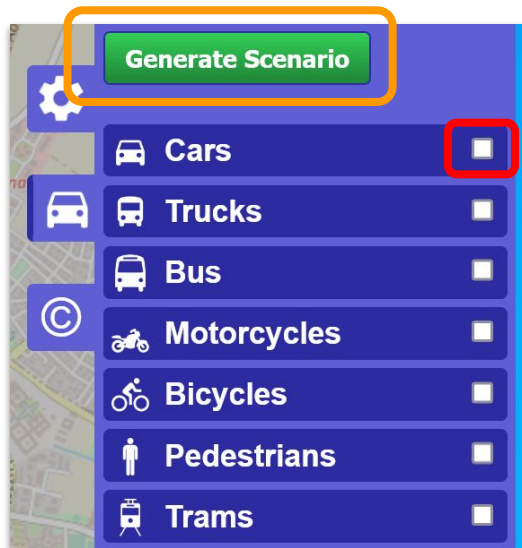 Generate Scenario
Cars
Trucks
Bus
©
Motorcycles
Bicycles
Pedestrians
Trams